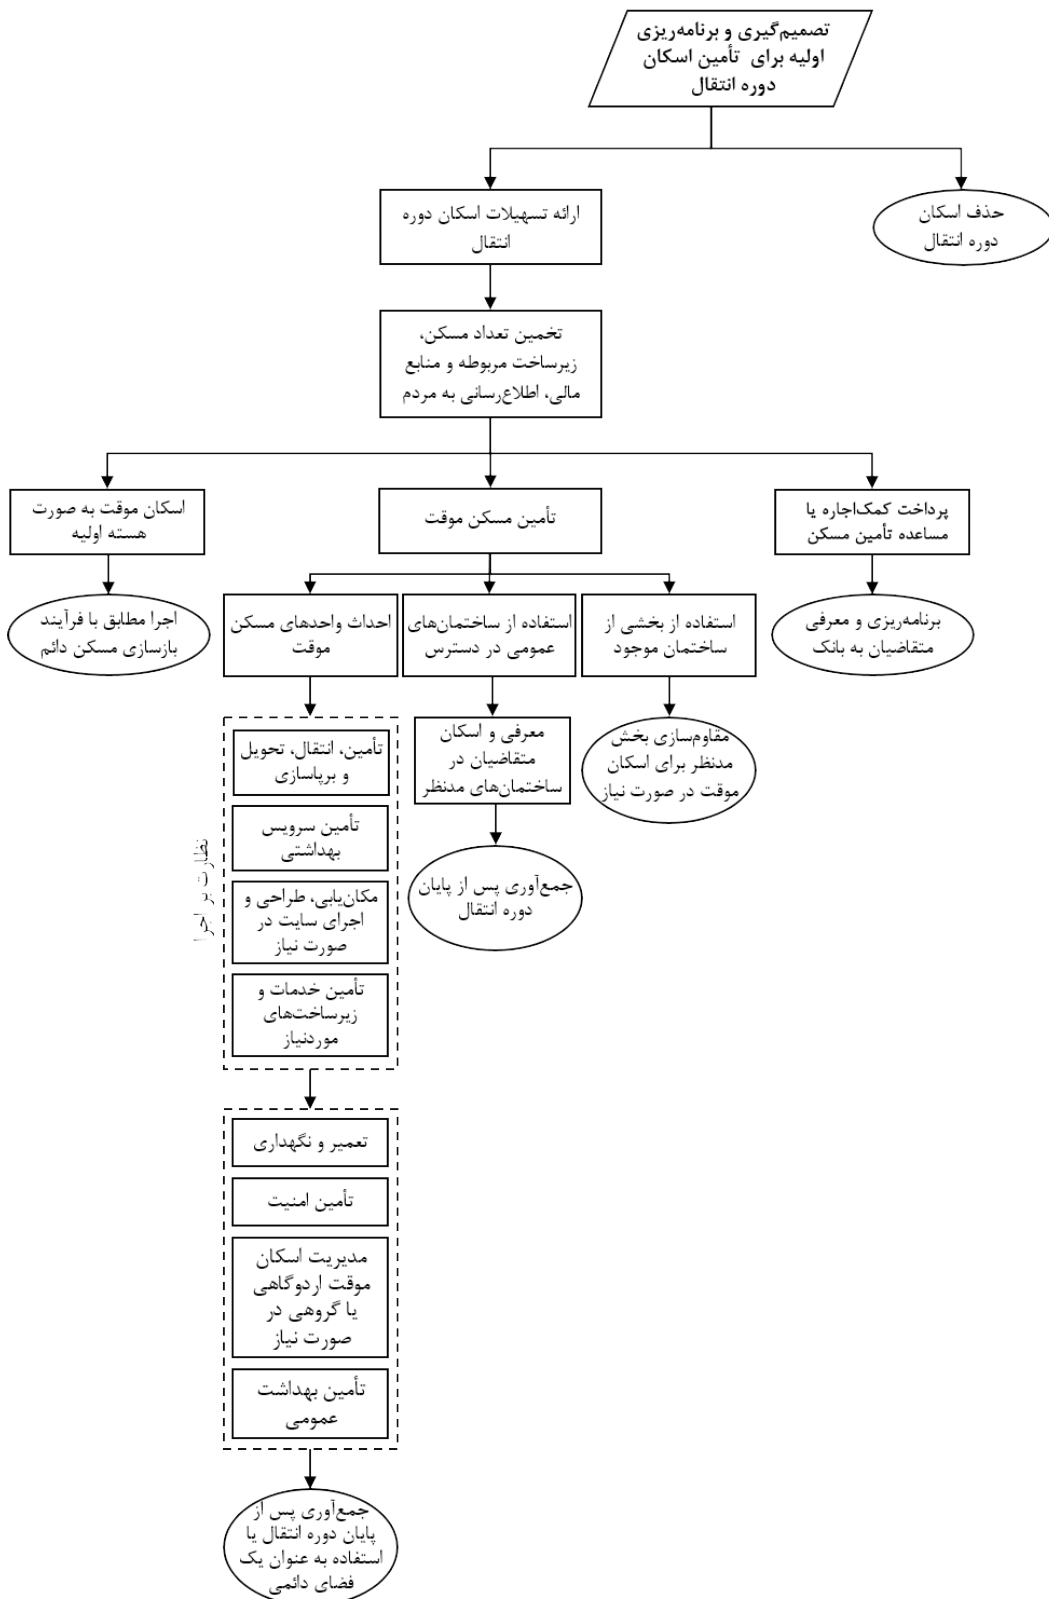 تصمیم‌گیری و برنامه‌ریزی
اولیه برای تأمین اسکان
دوره انتقال
حذف اسکان
دوره انتقال
ارائه تسهیلات اسکان دوره
انتقال
تخمین تعداد مسکن،
زیرساخت مربوطه و منابع
مالی، اطلاع‌رسانی به مردم
پرداخت کمک‌اجاره یا
مساعده تأمین مسکن
تأمین مسکن موقت
اسکان موقت به صورت
هسته اولیه
برنامه‌ریزی و معرفی
متقاضیان به بانک
استفاده از بخشی از
ساختمان موجود
استفاده از ساختمان‌های
عمومی در دسترس
احداث واحدهای مسکن
موقت
اجرا مطابق با فرآیند
بازسازی مسکن دائم
مقاوم‌سازی بخش
مدنظر برای اسکان
موقت در صورت نیاز
معرفی و اسکان
متقاضیان در
ساختمان‌های مدنظر
جمع‌آوری پس از پایان
دوره انتقال
تأمین، انتقال، تحویل
و برپاسازی
تأمین سرویس
بهداشتی
مکان‌یابی، طراحی و
اجرای سایت در
صورت نیاز
تأمین خدمات و
زیرساخت‌های
موردنیاز
نظارت بر اجرا
تعمیر و نگهداری
تأمین امنیت
مدیریت اسکان
موقت اردوگاهی
یا گروهی در
صورت نیاز
تأمین بهداشت
عمومی
جمع‌آوری پس از
پایان دوره انتقال یا
استفاده به عنوان یک
فضای دائمی